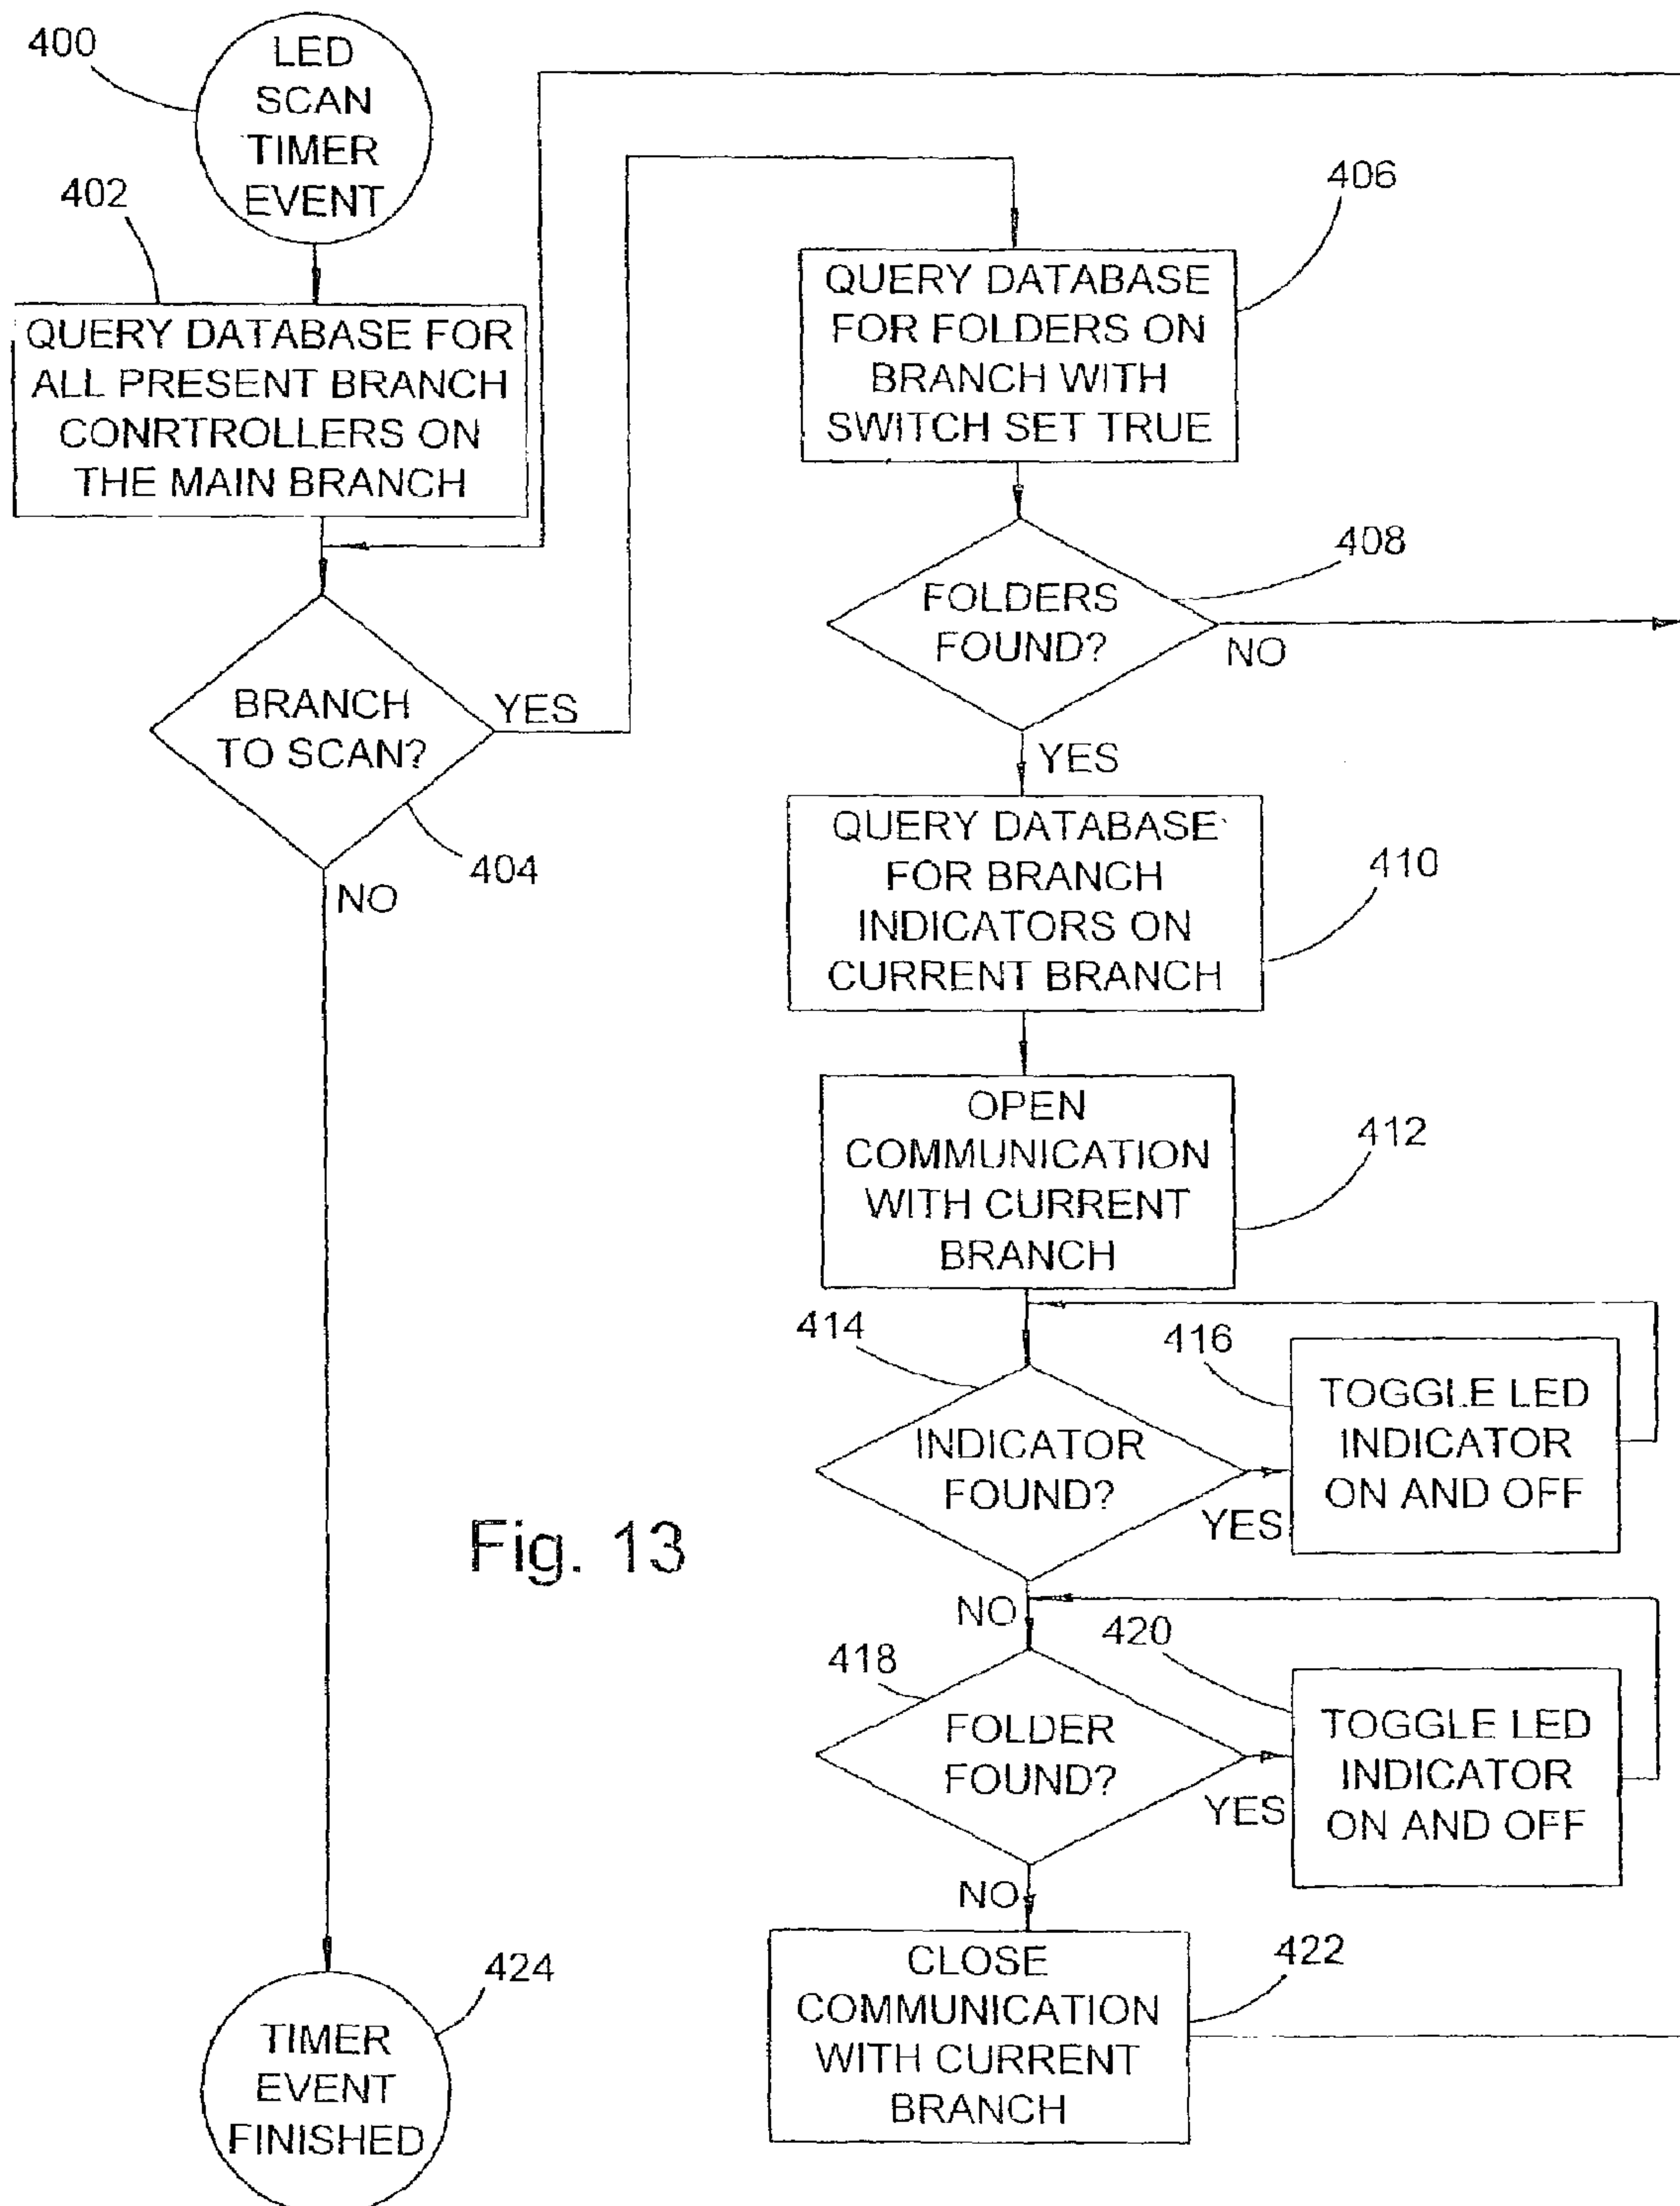 400
LED
SCAN
TIMER
EVENT
402
QUERY DATABASE FOR
ALL PRESENT BRANCH
CONRTROLLERS ON
THE MAIN BRANCH
BRANCH
TO SCAN?
YES
404
NO
406
QUERY DATABASE
FOR FOLDERS ON
BRANCH WITH
SWITCH SET TRUE
408
FOLDERS
FOUND?
NO
YES
QUERY DATABASE
FOR BRANCH
INDICATORS ON
CURRENT BRANCH
410
OPEN
COMMUNICATION
WITH CURRENT
BRANCH
412
414
INDICATOR
FOUND?
YES
416
TOGGLE LED
INDICATOR
ON AND OFF
NO
418
FOLDER
FOUND?
YES
420
TOGGLE LED
INDICATOR
ON AND OFF
NO
CLOSE
COMMUNICATION
WITH CURRENT
BRANCH
422
424
TIMER
EVENT
FINISHED
Fig. 13